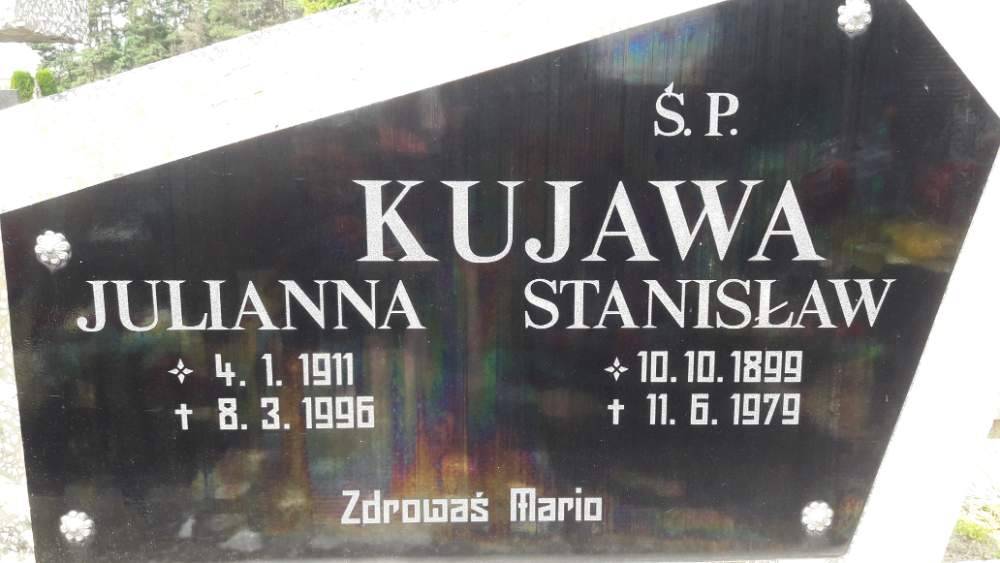 Ś.P.
KUJAWA
JULIANNA STANISŁAW
✧ 4. 1. 1911 ✧ 10. 10. 1899
✝ 8. 3. 1996 ✝ 11. 6. 1979
Zdrowaś Mario